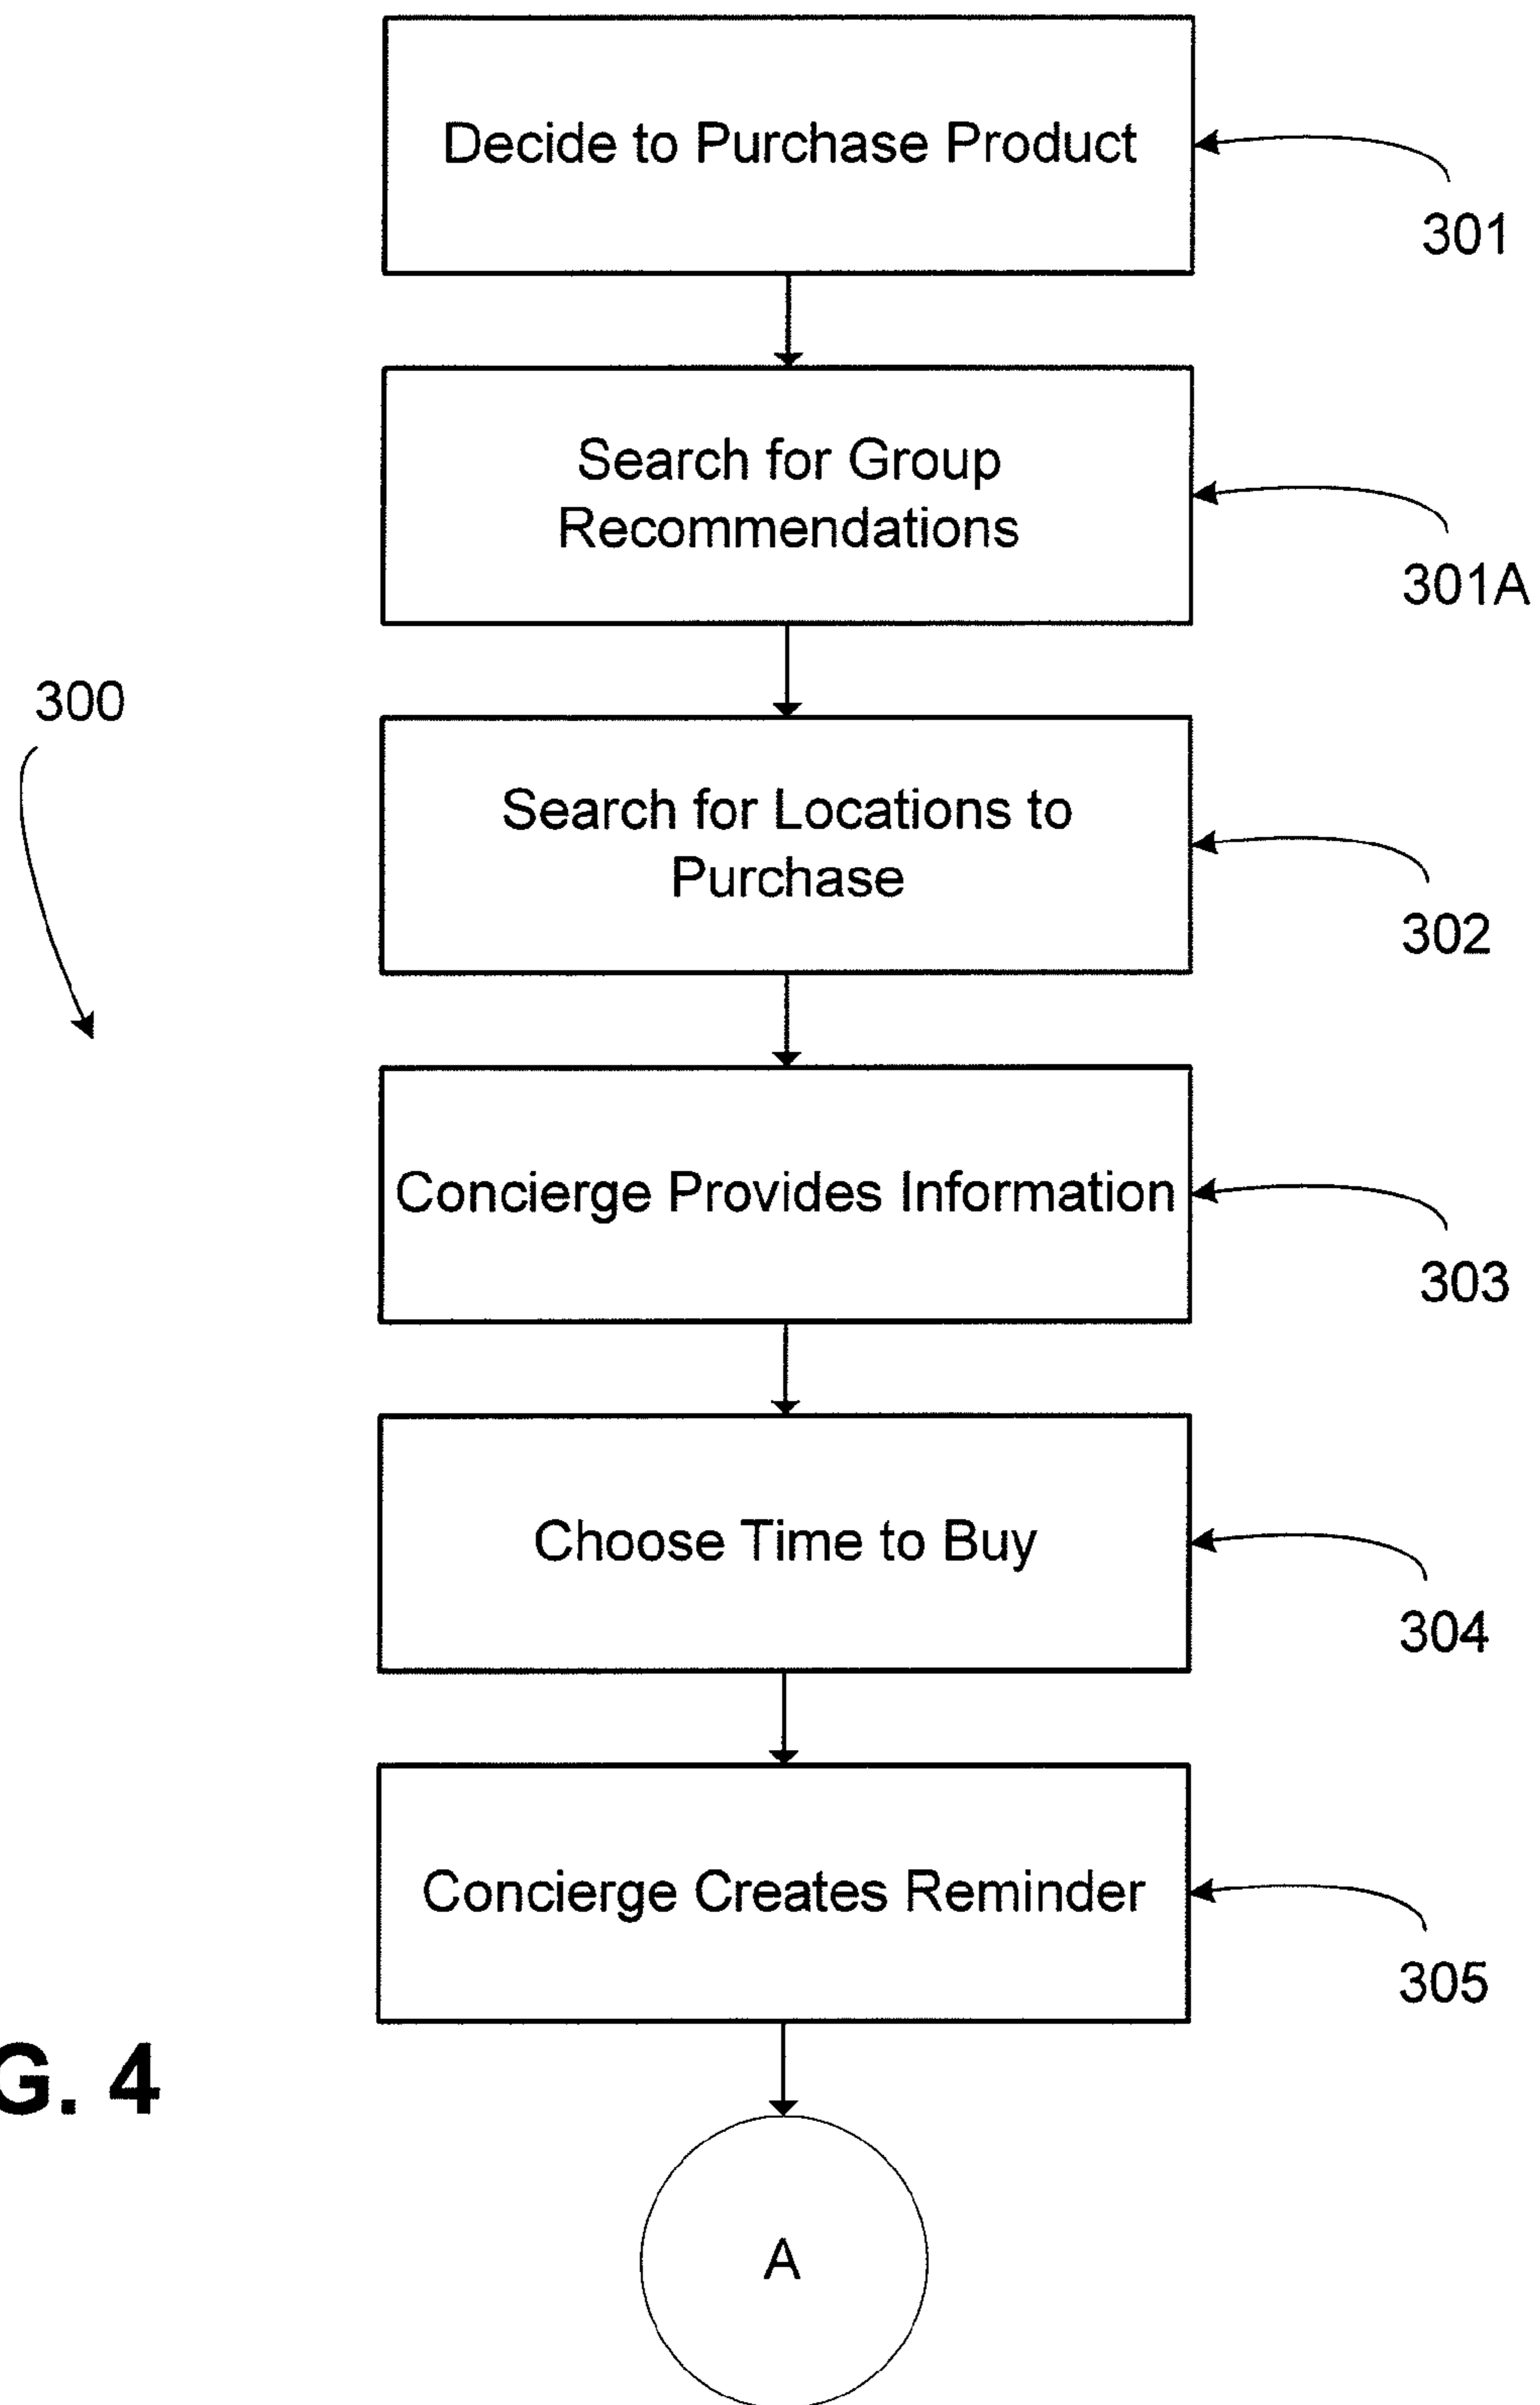 Decide to Purchase Product
301
Search for Group
Recommendations
301A
300
Search for Locations to
Purchase
302
Concierge Provides Information
303
Choose Time to Buy
304
Concierge Creates Reminder
305
G. 4
A